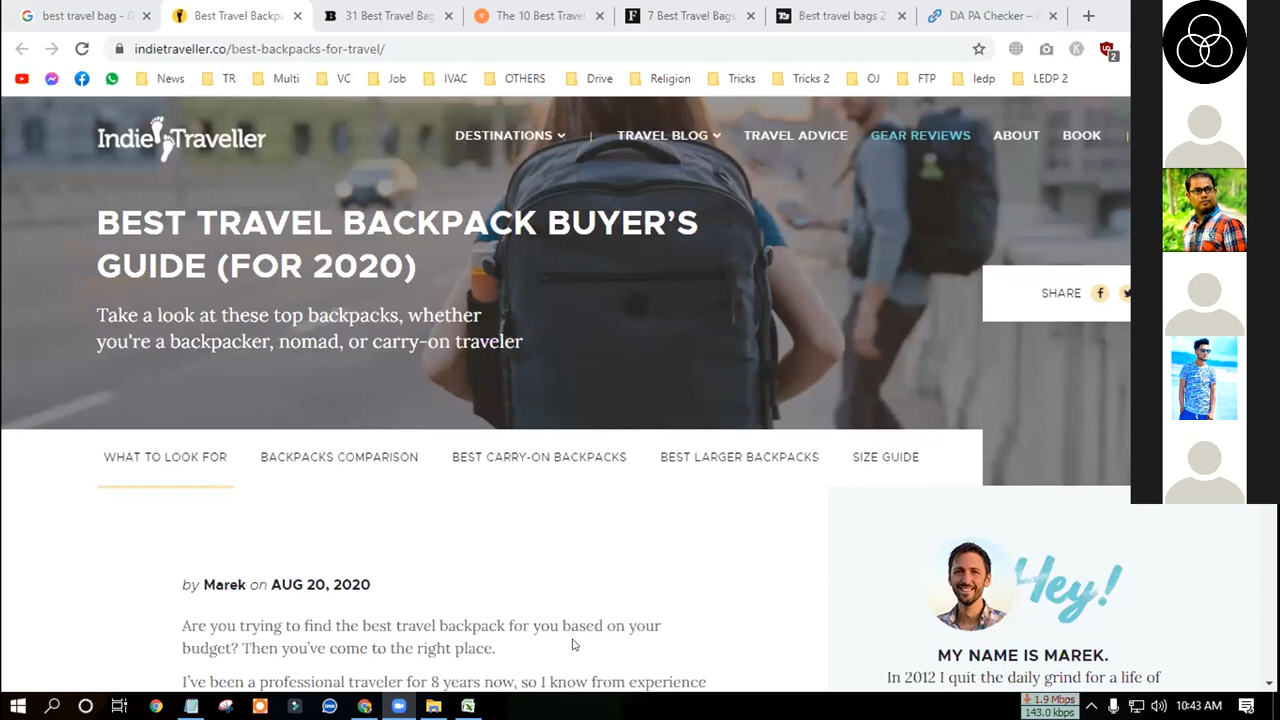 best travel bag - G
Best Travel Backpa
31 Best Travel Bag
The 10 Best Travel
7 Best Travel Bags
Best travel bags 2
DA PA Checker –
indietraveller.co/best-backpacks-for-travel/
2
News
TR
Multi
VC
Job
IVAC
OTHERS
Drive
Religion
Tricks
Tricks 2
OJ
FTP
ledp
LEDP 2
Indie Traveller
DESTINATIONS
TRAVEL BLOG
TRAVEL ADVICE
GEAR REVIEWS
ABOUT
BOOK
BEST TRAVEL BACKPACK BUYER'S
GUIDE (FOR 2020)
Take a look at these top backpacks, whether
you're a backpacker, nomad, or carry-on traveler
SHARE
WHAT TO LOOK FOR
BACKPACKS COMPARISON
BEST CARRY-ON BACKPACKS
BEST LARGER BACKPACKS
SIZE GUIDE
by Marek on AUG 20, 2020
Are you trying to find the best travel backpack for you based on your
budget? Then you've come to the right place.
I've been a professional traveler for 8 years now, so I know from experience
Hey!
MY NAME IS MAREK.
In 2012 I quit the daily grind for a life of
1.9 Mbps
143.0 kbps
10:43 AM